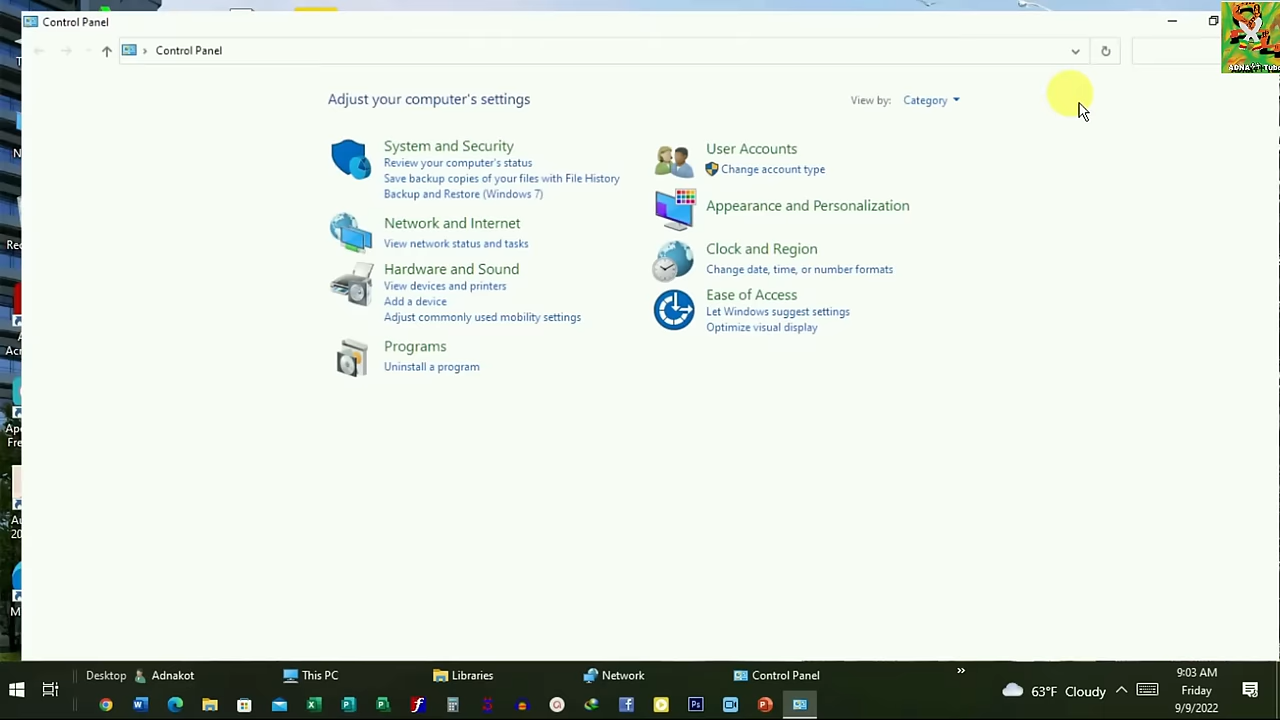 Control Panel
Control Panel
Adjust your computer's settings
View by: Category
System and Security
Review your computer's status
Save backup copies of your files with File History
Backup and Restore (Windows 7)
Network and Internet
View network status and tasks
Hardware and Sound
View devices and printers
Add a device
Adjust commonly used mobility settings
Programs
Uninstall a program
User Accounts
Change account type
Appearance and Personalization
Clock and Region
Change date, time, or number formats
Ease of Access
Let Windows suggest settings
Optimize visual display
Desktop
Adnakot
This PC
Libraries
Network
Control Panel
63°F Cloudy
9:03 AM
Friday
9/9/2022